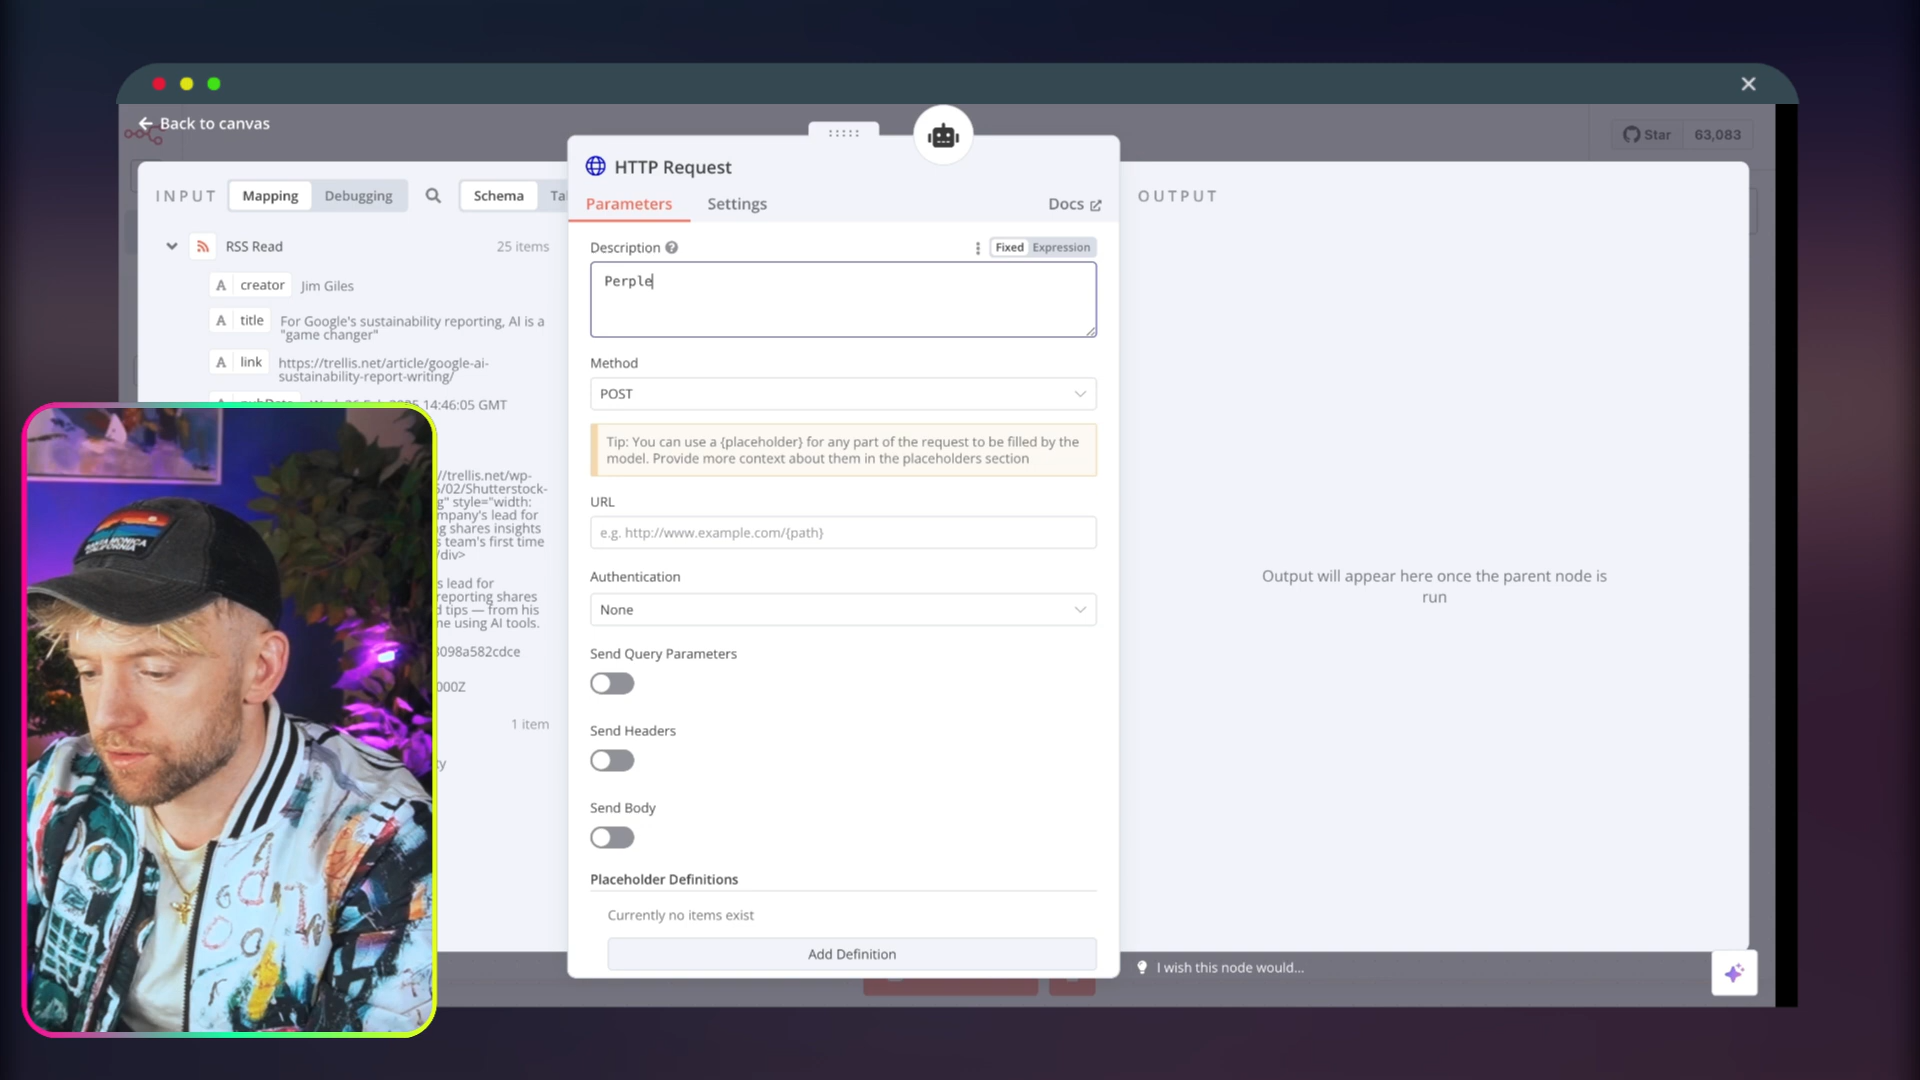 Back to canvas
Star 63,083
INPUT Mapping Debugging Schema Ta
HTTP Request
Parameters Settings Docs
OUTPUT
RSS Read 25 items
A creator Jim Giles
A title For Google's sustainability reporting, AI is a
"game changer"
A link https://trellis.net/article/google-ai-
sustainability-report-writing/
14:46:05 GMT
//trellis.net/wp-
/02/Shutterstock-
g" style="width:
mpany's lead for
g shares insights
s team's first time
/div>
s lead for
reporting shares
d tips — from his
me using AI tools.
3098a582cdce
000Z
1 item
ty
Description Fixed Expression
Perple
Method
POST
Tip: You can use a {placeholder} for any part of the request to be filled by the
model. Provide more context about them in the placeholders section
URL
e.g. http://www.example.com/{path}
Authentication
None
Send Query Parameters
Send Headers
Send Body
Placeholder Definitions
Currently no items exist
Add Definition
Output will appear here once the parent node is
run
I wish this node would...
SANTA MONICA
CALIFORNIA